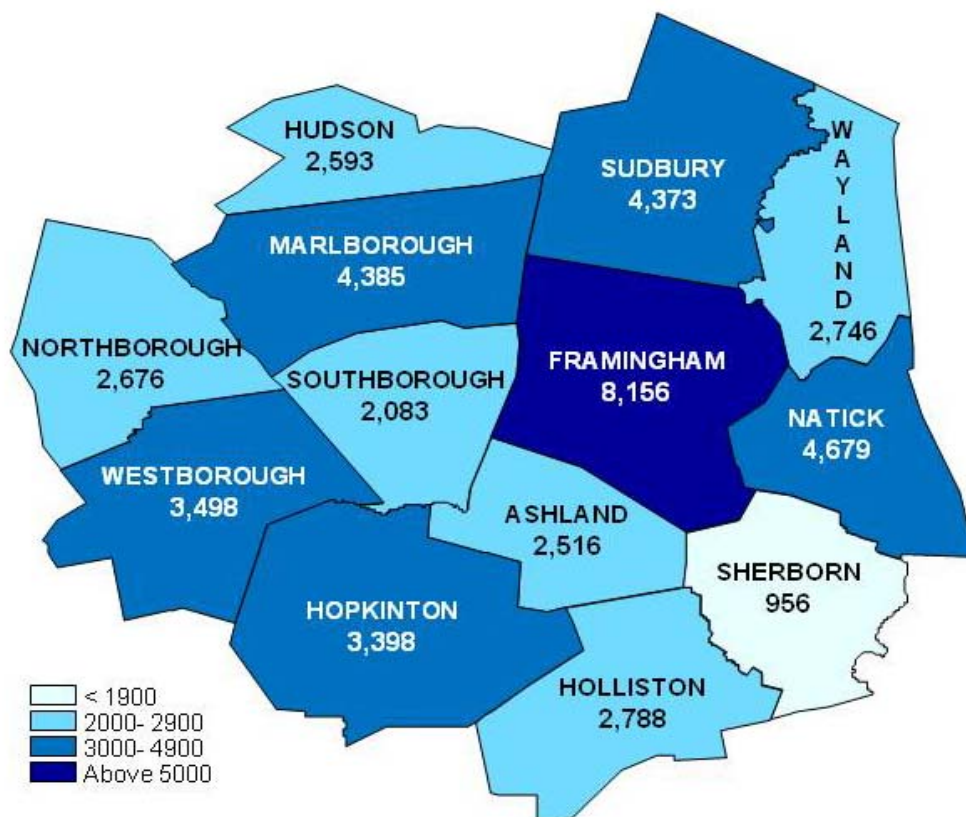 HUDSON
2,593
SUDBURY
4,373
WAYLAND
2,746
MARLBOROUGH
4,385
NORTHBOROUGH
2,676
SOUTHBOROUGH
2,083
FRAMINGHAM
8,156
NATICK
4,679
WESTBOROUGH
3,498
ASHLAND
2,516
SHERBORN
956
HOPKINTON
3,398
HOLLISTON
2,788
< 1900
2000- 2900
3000- 4900
Above 5000